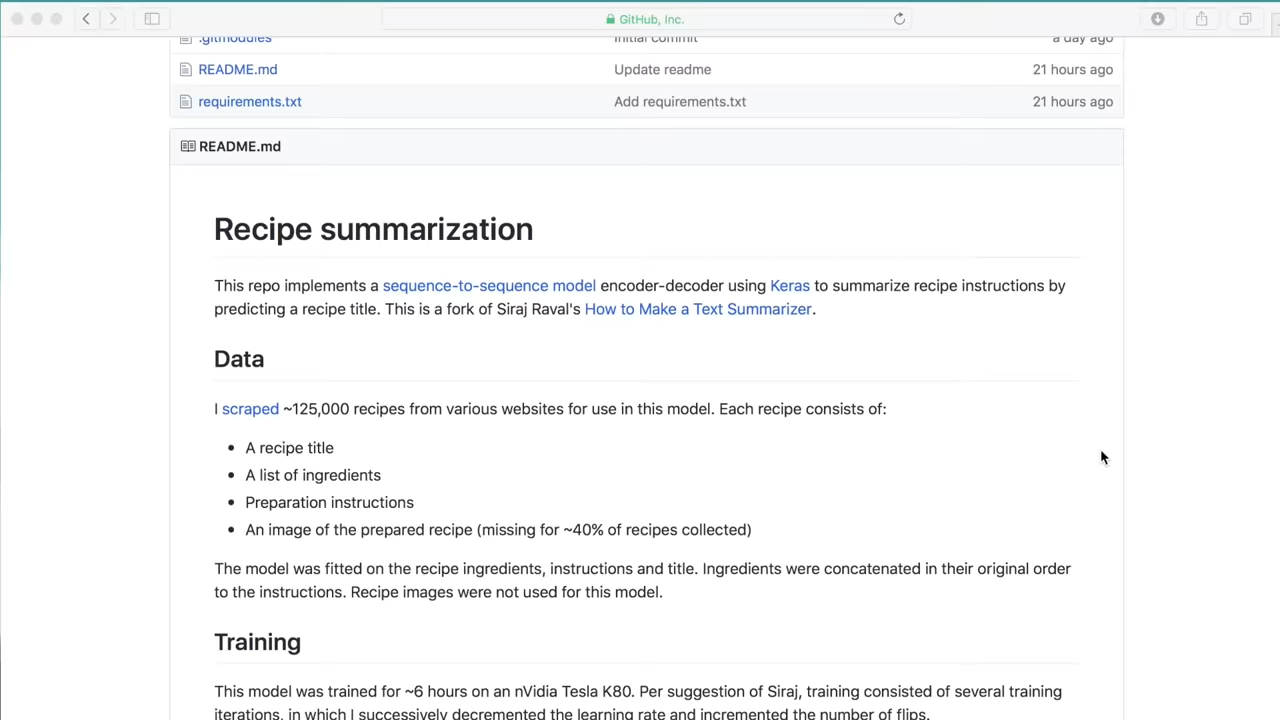 GitHub, Inc.
.gitmodules Initial commit a day ago
README.md Update readme 21 hours ago
requirements.txt Add requirements.txt 21 hours ago
README.md
Recipe summarization
This repo implements a sequence-to-sequence model encoder-decoder using Keras to summarize recipe instructions by
predicting a recipe title. This is a fork of Siraj Raval's How to Make a Text Summarizer.
Data
I scraped ~125,000 recipes from various websites for use in this model. Each recipe consists of:
• A recipe title
• A list of ingredients
• Preparation instructions
• An image of the prepared recipe (missing for ~40% of recipes collected)
The model was fitted on the recipe ingredients, instructions and title. Ingredients were concatenated in their original order
to the instructions. Recipe images were not used for this model.
Training
This model was trained for ~6 hours on an nVidia Tesla K80. Per suggestion of Siraj, training consisted of several training
iterations, in which I successively decremented the learning rate and incremented the number of flips.